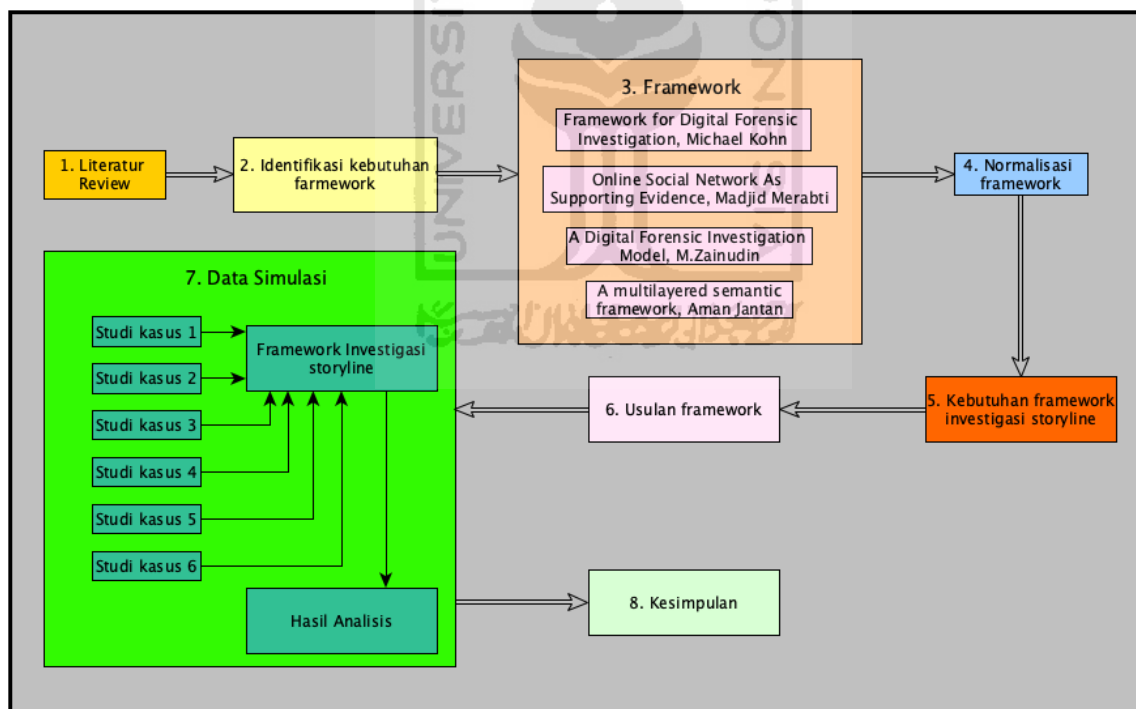 1. Literatur
Review
2. Identifikasi kebutuhan
farmework
3. Framework
Framework for Digital Forensic
Investigation, Michael Kohn
Online Social Network As
Supporting Evidence, Madjid Merabti
A Digital Forensic Investigation
Model, M.Zainudin
A multilayered semantic
framework, Aman Jantan
4. Normalisasi
framework
5. Kebutuhan framework
investigasi storyline
6. Usulan framework
7. Data Simulasi
Studi kasus 1
Studi kasus 2
Studi kasus 3
Studi kasus 4
Studi kasus 5
Studi kasus 6
Framework Investigasi
storyline
Hasil Analisis
8. Kesimpulan